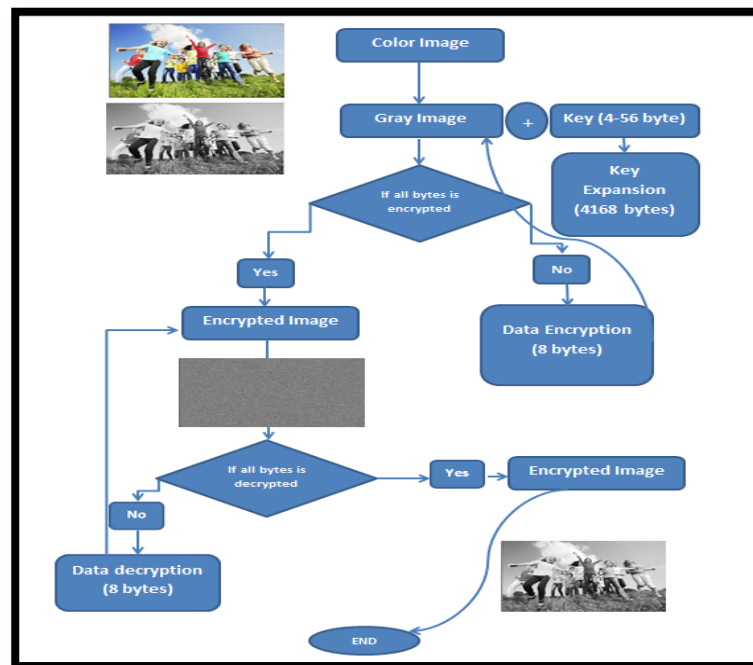 Color Image
Gray Image
+
Key (4-56 byte)
Key
Expansion
(4168 bytes)
If all bytes is
encrypted
Yes
No
Encrypted Image
Data Encryption
(8 bytes)
If all bytes is
decrypted
Yes
Encrypted Image
No
Data decryption
(8 bytes)
END